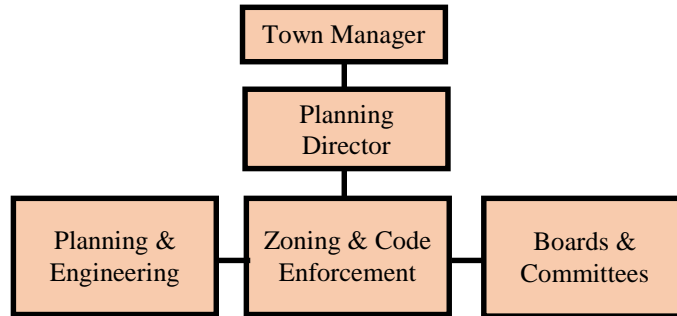 Town Manager
Planning
Director
Planning &
Engineering
Zoning & Code
Enforcement
Boards &
Committees